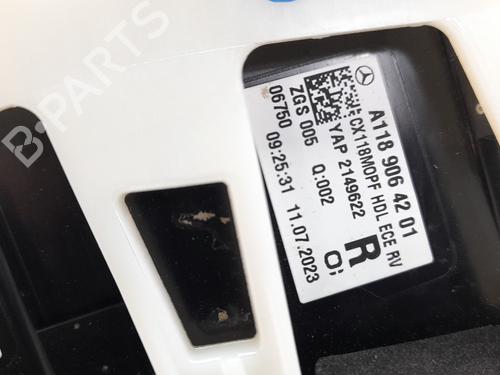 B-PARTS
A118 906 42 01
CX118MOPF HDL ECE RV
YAP 2149622 R
ZGS 005 Q:002
06750 09:25:31 11.07.2023